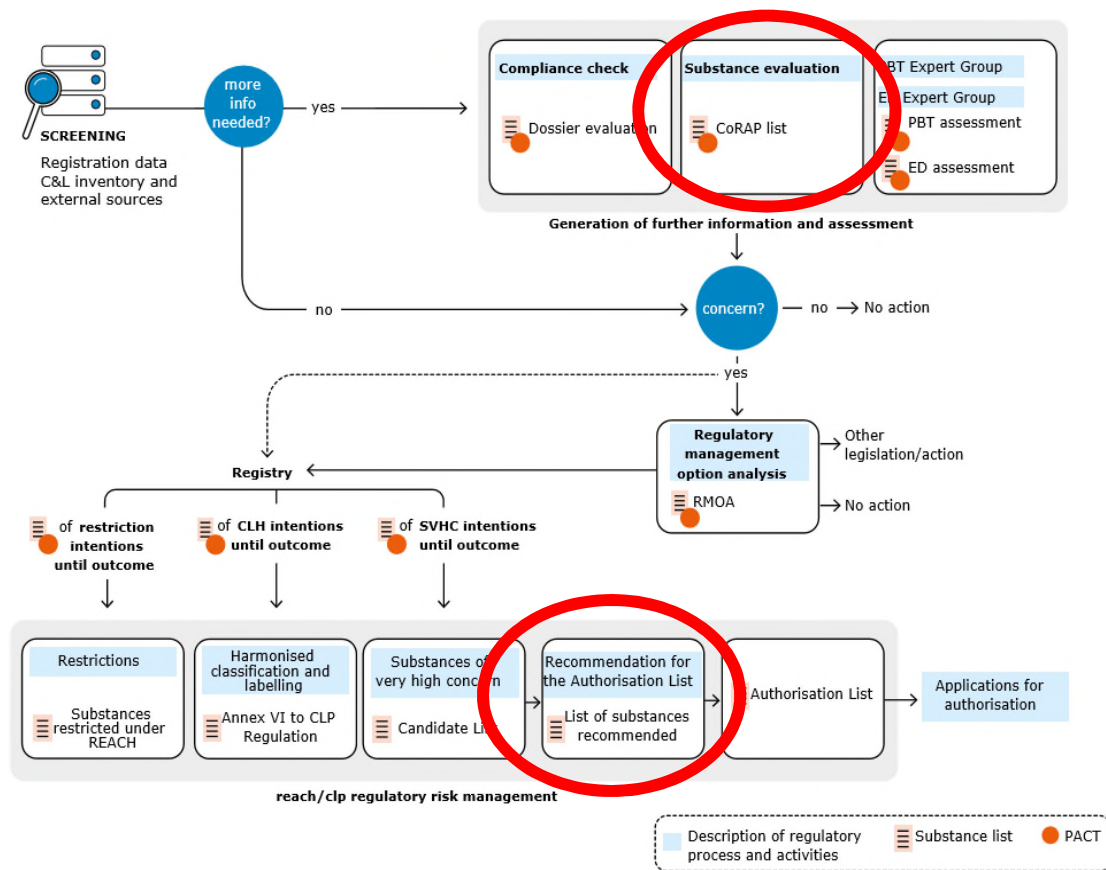 more
info
needed?
yes
SCREENING
Registration data
C&L inventory and
external sources
Compliance check
Dossier evaluation
Substance evaluation
CoRAP list
BT Expert Group
E Expert Group
PBT assessment
ED assessment
Generation of further information and assessment
no
concern?
no
No action
yes
Regulatory
management
option analysis
RMOA
Other
legislation/action
No action
Registry
of restriction
intentions
until outcome
of CLH intentions
until outcome
of SVHC intentions
until outcome
Restrictions
Substances
restricted under
REACH
Harmonised
classification and
labelling
Annex VI to CLP
Regulation
Substances of
very high concern
Candidate List
Recommendation for
the Authorisation List
List of substances
recommended
Authorisation List
Applications for
authorisation
reach/clp regulatory risk management
Description of regulatory
process and activities
Substance list
PACT